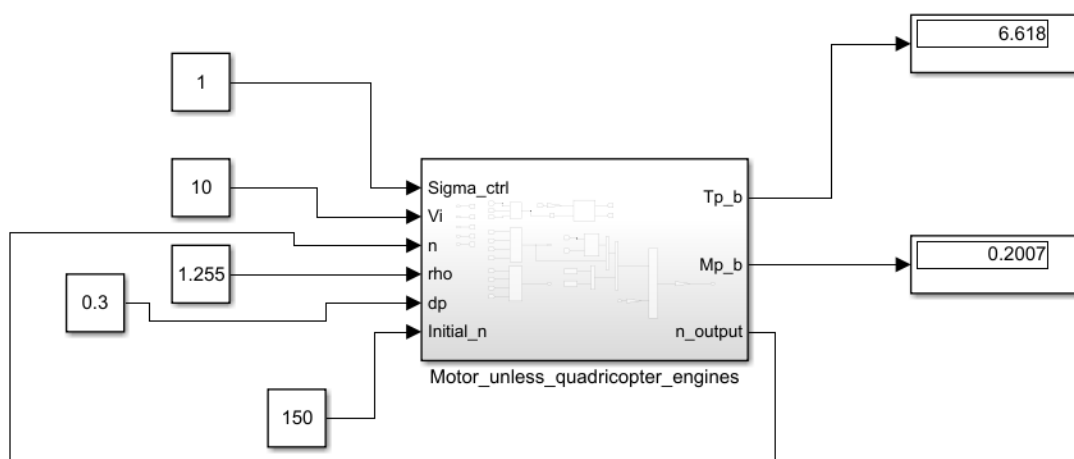 6.618
1
Sigma_ctrl
10
Vi
Tp_b
n
1.255
rho
Mp_b
0.2007
0.3
dp
Initial_n
n_output
Motor_unless_quadricopter_engines
150